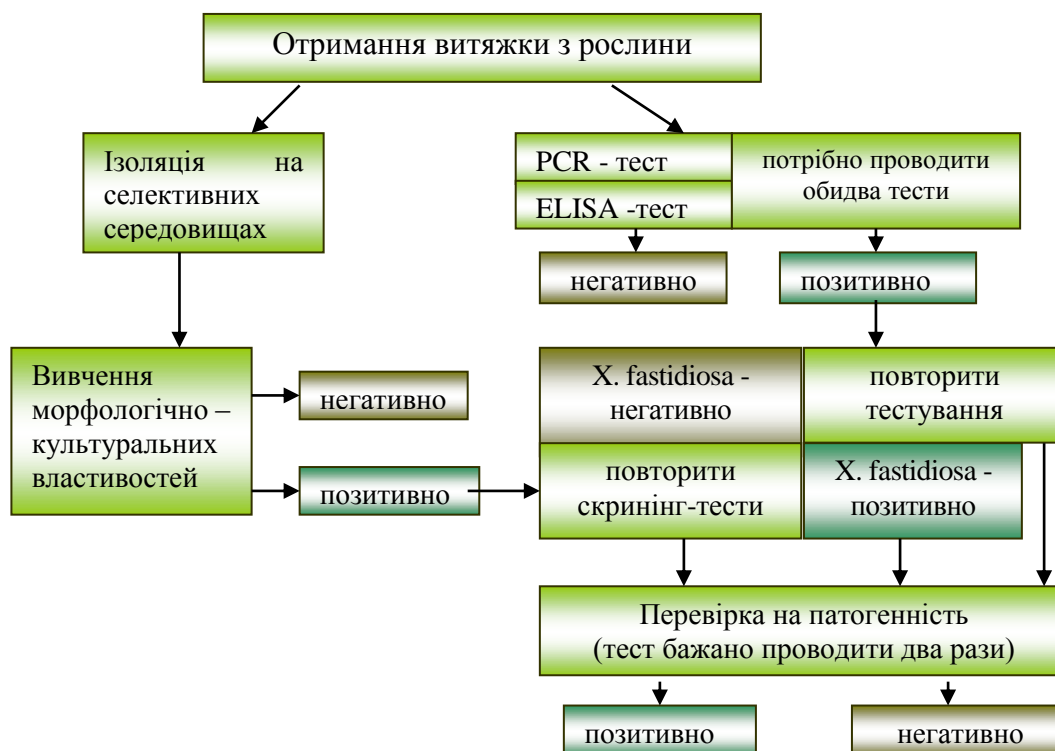 Отримання витяжки з рослини
Ізоляція на
селективних
середовищах
PCR - тест
ELISA -тест
потрібно проводити
обидва тести
негативно
позитивно
Вивчення
морфологічно –
культуральних
властивостей
негативно
позитивно
X. fastidiosa -
негативно
повторити
тестування
повторити
скринінг-тести
X. fastidiosa -
позитивно
Перевірка на патогенність
(тест бажано проводити два рази)
позитивно
негативно